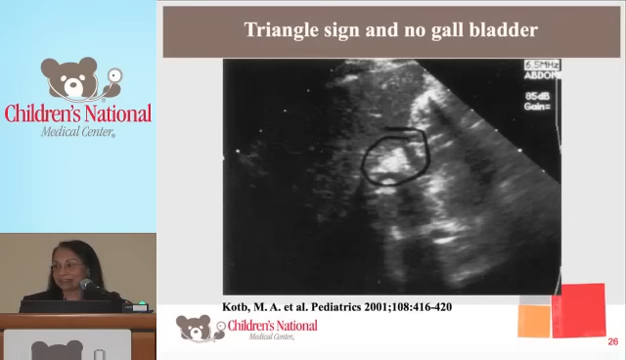 Children's National
Medical Center®
Triangle sign and no gall bladder
6.5MHz
ABDOM
85dB
Gain=
Kotb, M. A. et al. Pediatrics 2001;108:416-420
Children's National
Medical Center
26